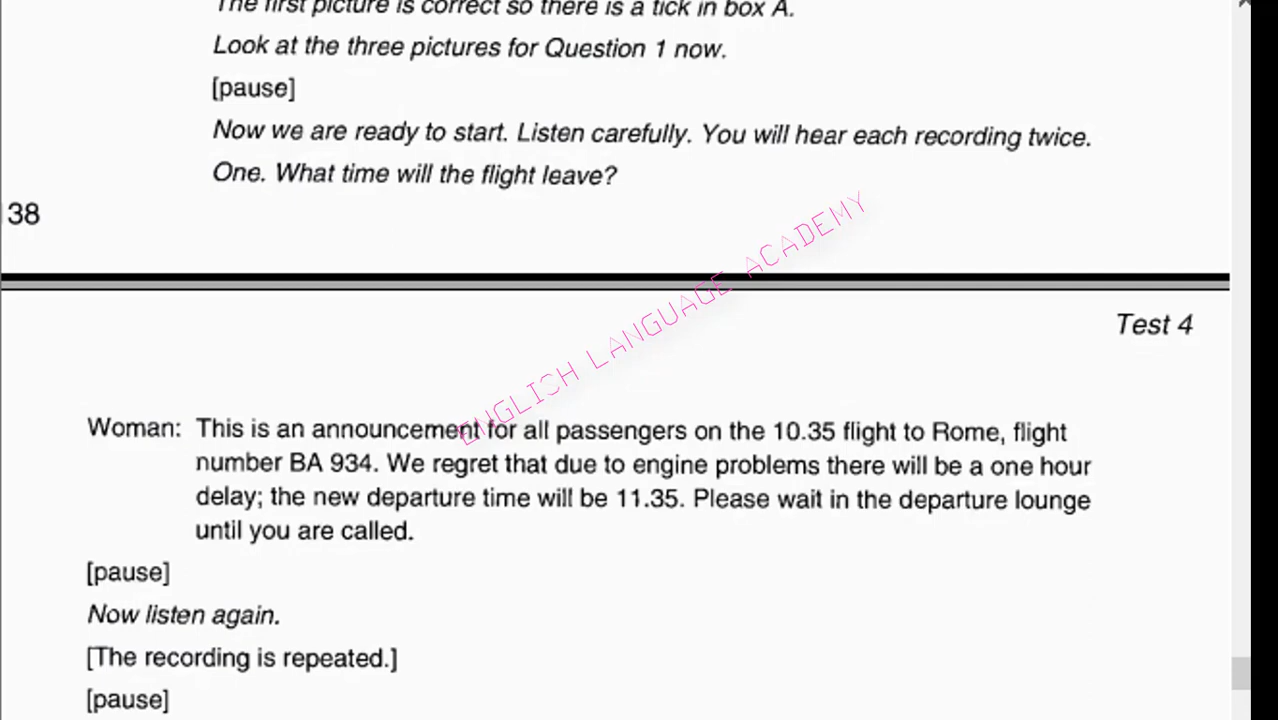 The first picture is correct so there is a tick in box A.
Look at the three pictures for Question 1 now.
[pause]
Now we are ready to start. Listen carefully. You will hear each recording twice.
One. What time will the flight leave?
38
ENGLISH LANGUAGE ACADEMY
Test 4
Woman: This is an announcement for all passengers on the 10.35 flight to Rome, flight
number BA 934. We regret that due to engine problems there will be a one hour
delay; the new departure time will be 11.35. Please wait in the departure lounge
until you are called.
[pause]
Now listen again.
[The recording is repeated.]
[pause]